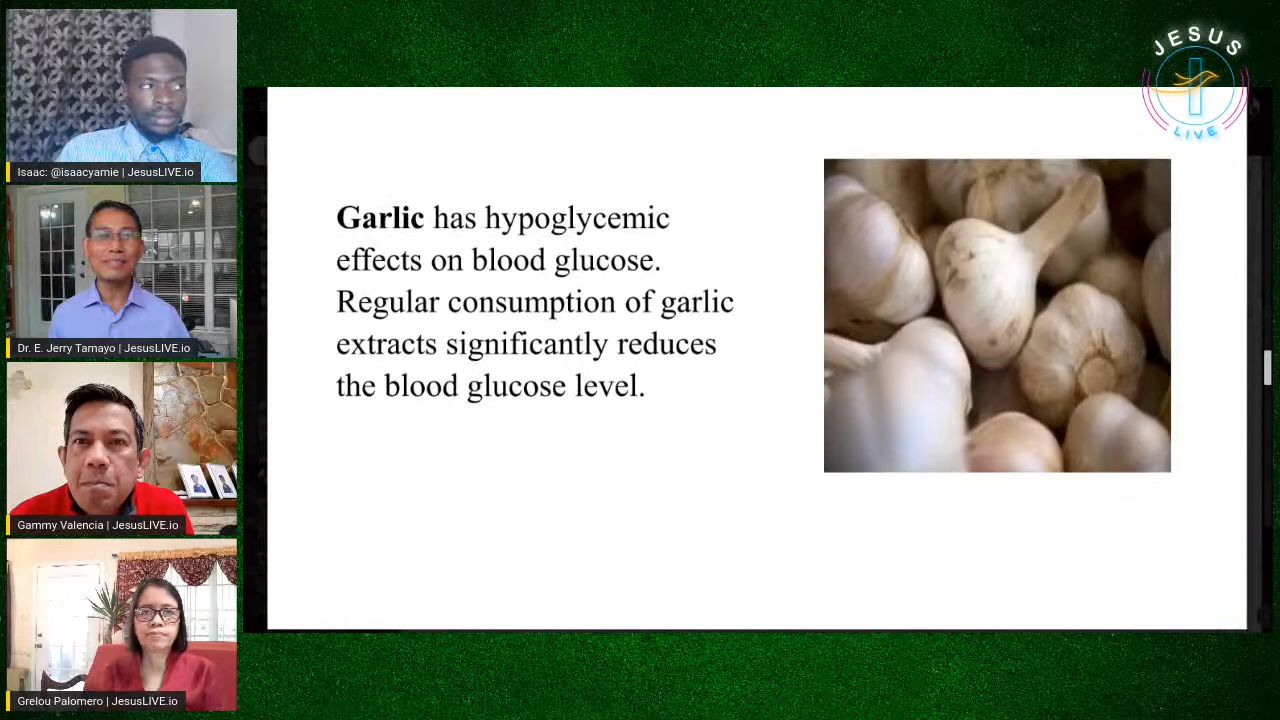 Isaac: @isaacyamie | JesusLIVE.io
Dr. E. Jerry Tamayo | JesusLIVE.io
Gammy Valencia | JesusLIVE.io
Grelou Palomero | JesusLIVE.io
Garlic has hypoglycemic
effects on blood glucose.
Regular consumption of garlic
extracts significantly reduces
the blood glucose level.
JESUS
LIVE